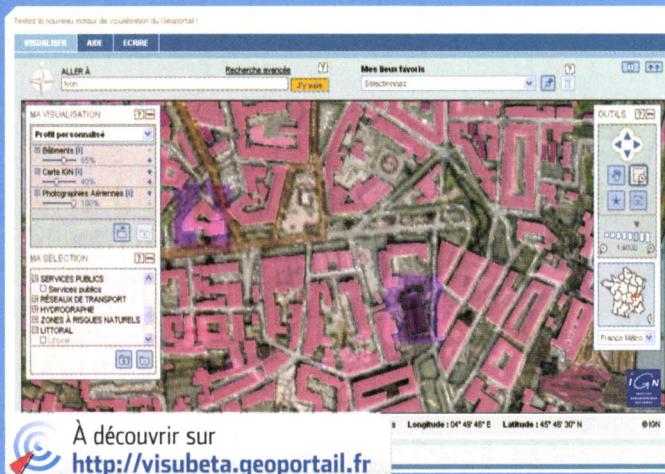 Testez le nouveau moteur de visualisation du Géoportail !
VISUALISER AIDE ECRIRE
ALLER À
Recherche avancée
lyon
J'y vais
Mes lieux favoris
Sélectionnez
MA VISUALISATION
Profil personnalisé
Bâtiments [i]
65%
Carte IGN [i]
40%
Photographies Aériennes [i]
100%
MA SÉLECTION
SERVICES PUBLICS
Services publics
RÉSEAUX DE TRANSPORT
HYDROGRAPHIE
ZONES À RISQUES NATURELS
LITTORAL
Littoral
OUTILS
France Métro
IGN
Longitude : 04° 49' 46" E Latitude : 45° 45' 30" N © IGN
À découvrir sur
http://visubeta.geoportail.fr